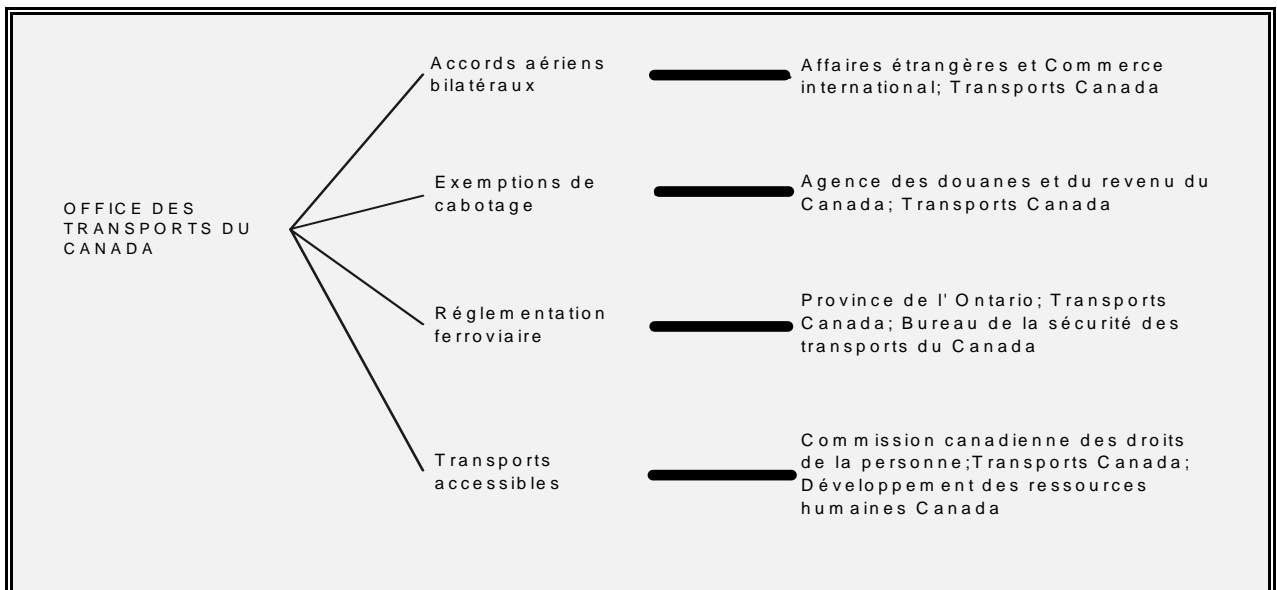 Accords aériens
bilatéraux
Affaires étrangères et Commerce
international; Transports Canada
Exemptions de
cabotage
Agence des douanes et du revenu du
Canada; Transports Canada
OFFICE DES
TRANSPORTS DU
CANADA
Réglementation
ferroviaire
Province de l'Ontario; Transports
Canada; Bureau de la sécurité des
transports du Canada
Transports
accessibles
Commission canadienne des droits
de la personne;Transports Canada;
Développement des ressources
humaines Canada